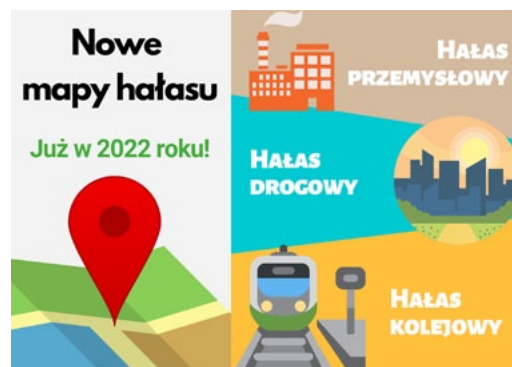 Nowe
mapy hałasu
Już w 2022 roku!
HAŁAS
PRZEMYSŁOWY
HAŁAS
DROGOWY
HAŁAS
KOLEJOWY